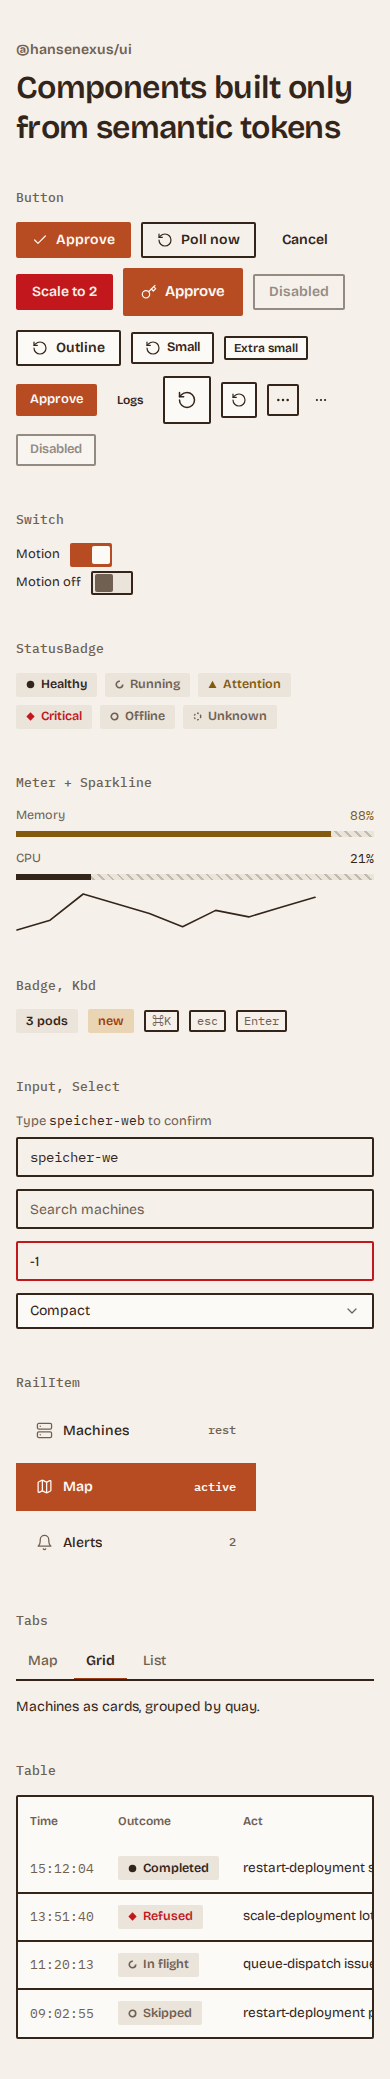 @hansenexus/ui
Components built only
from semantic tokens
Button
Approve Poll now Cancel
Scale to 2 Approve Disabled
Outline Small Extra small
Approve Logs
Disabled
Switch
Motion
Motion off
StatusBadge
Healthy Running Attention
Critical Offline Unknown
Meter + Sparkline
Memory 88%
CPU 21%
Badge, Kbd
3 pods new ⌘K esc Enter
Input, Select
Type speicher-web to confirm
speicher-we
Search machines
-1
Compact
RailItem
Machines rest
Map active
Alerts 2
Tabs
Map Grid List
Machines as cards, grouped by quay.
Table
Time Outcome Act
15:12:04 Completed restart-deployment
13:51:40 Refused scale-deployment
11:20:13 In flight queue-dispatch
09:02:55 Skipped restart-deployment